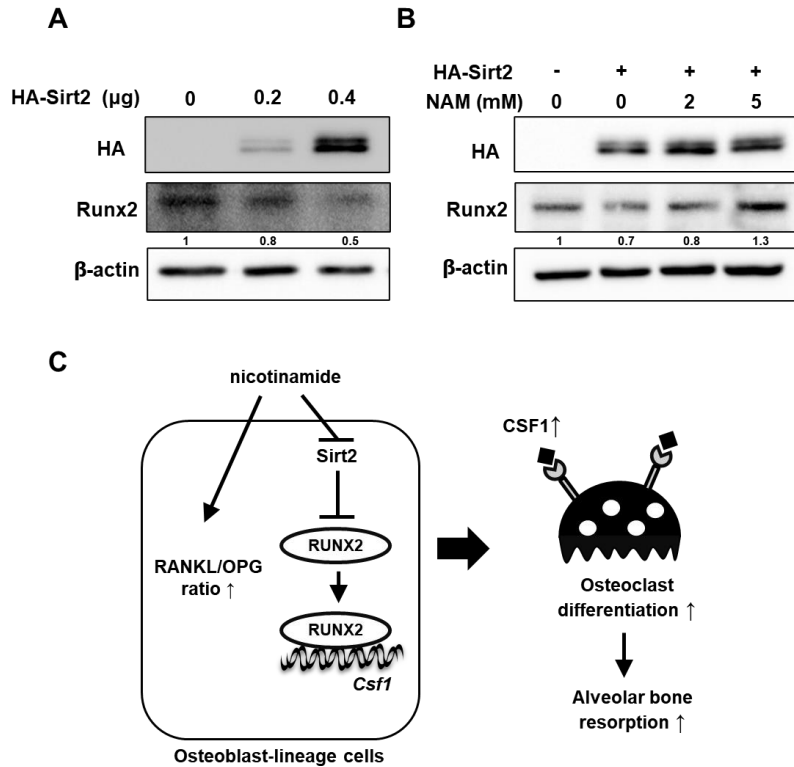 A
HA-Sirt2 (μg) 0 0.2 0.4
HA
Runx2
1 0.8 0.5
β-actin
B
HA-Sirt2 - + + +
NAM (mM) 0 0 2 5
HA
Runx2
1 0.7 0.8 1.3
β-actin
C
nicotinamide
Sirt2
RUNX2
RANKL/OPG
ratio ↑
RUNX2
Csf1
Osteoblast-lineage cells
CSF1↑
Osteoclast
differentiation ↑
Alveolar bone
resorption ↑